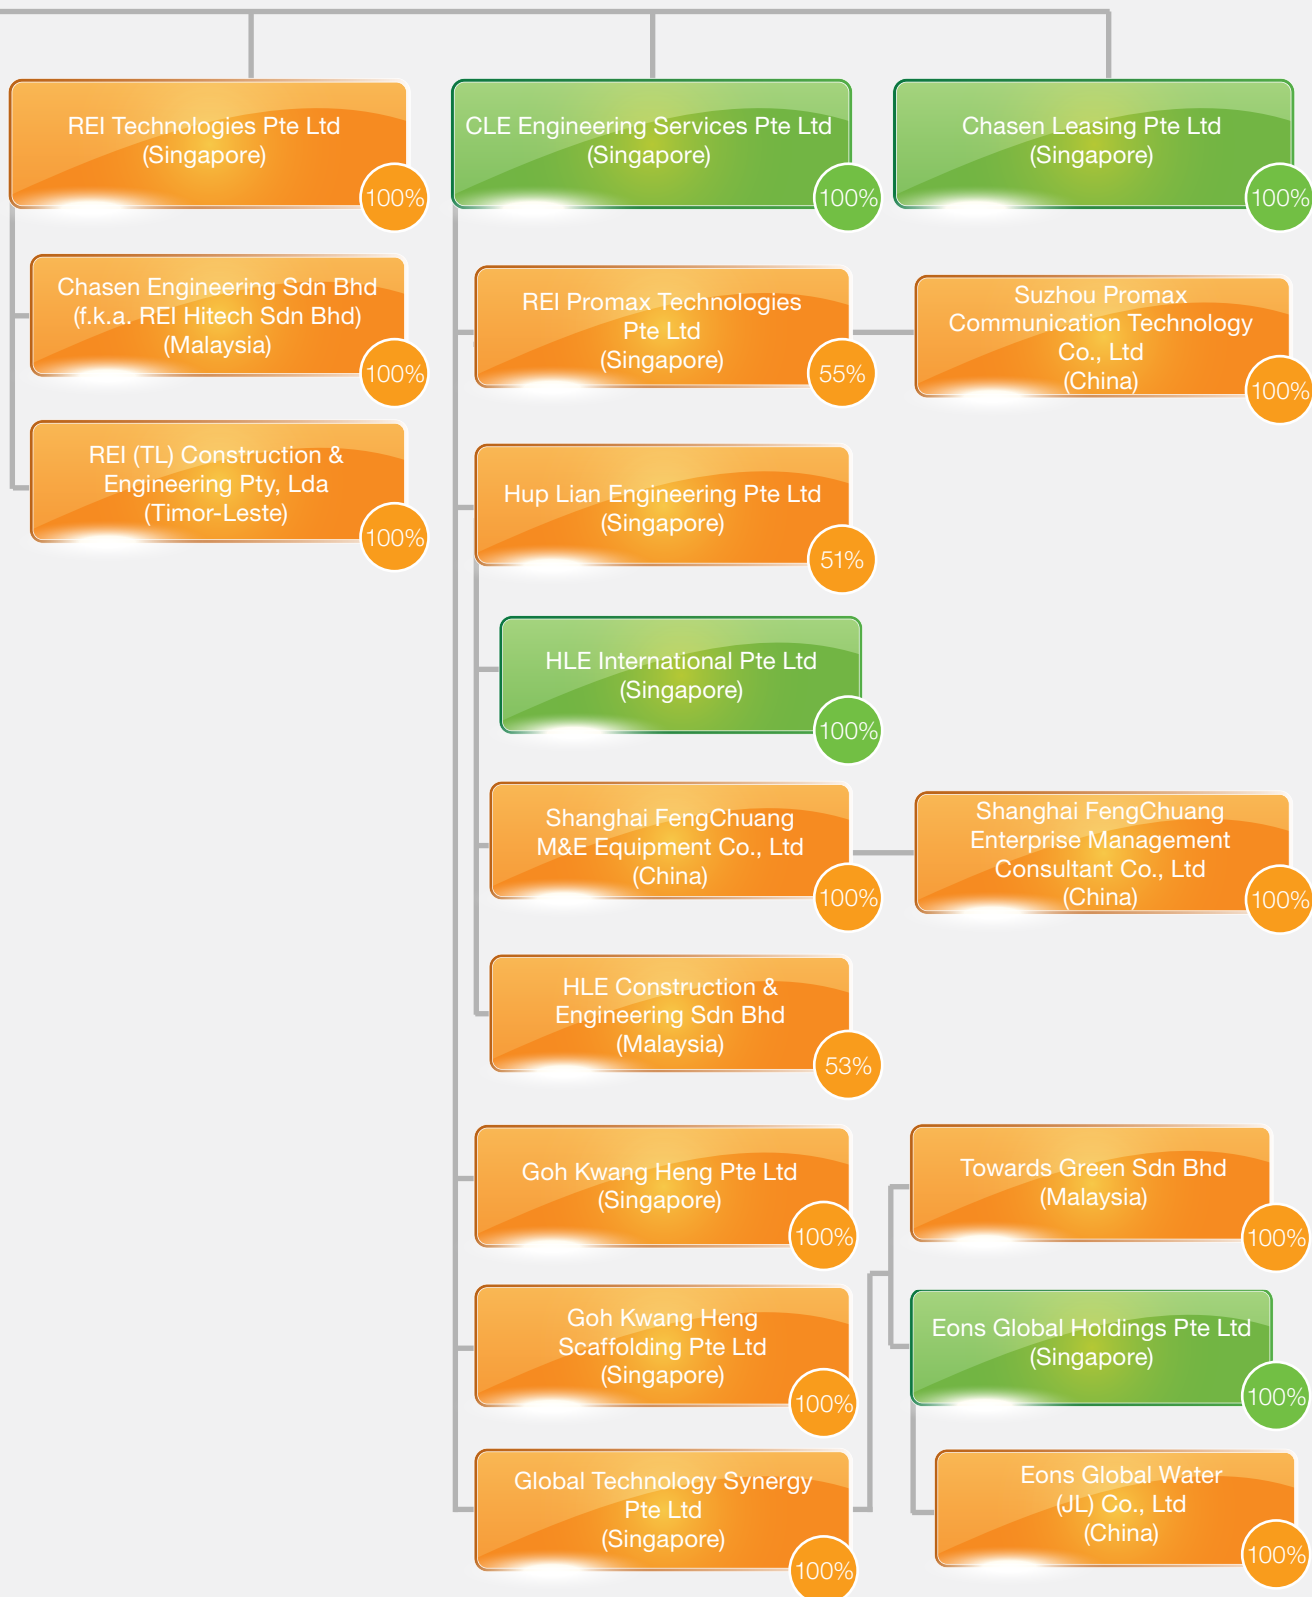 REI Technologies Pte Ltd
(Singapore)
100%
Chasen Engineering Sdn Bhd
(f.k.a. REI Hitech Sdn Bhd)
(Malaysia)
100%
REI (TL) Construction &
Engineering Pty, Lda
(Timor-Leste)
100%
CLE Engineering Services Pte Ltd
(Singapore)
100%
REI Promax Technologies
Pte Ltd
(Singapore)
55%
Suzhou Promax
Communication Technology
Co., Ltd
(China)
100%
Hup Lian Engineering Pte Ltd
(Singapore)
51%
HLE International Pte Ltd
(Singapore)
100%
Shanghai FengChuang
M&E Equipment Co., Ltd
(China)
100%
Shanghai FengChuang
Enterprise Management
Consultant Co., Ltd
(China)
100%
HLE Construction &
Engineering Sdn Bhd
(Malaysia)
53%
Goh Kwang Heng Pte Ltd
(Singapore)
100%
Goh Kwang Heng
Scaffolding Pte Ltd
(Singapore)
100%
Global Technology Synergy
Pte Ltd
(Singapore)
100%
Towards Green Sdn Bhd
(Malaysia)
100%
Eons Global Holdings Pte Ltd
(Singapore)
100%
Eons Global Water
(JL) Co., Ltd
(China)
100%
Chasen Leasing Pte Ltd
(Singapore)
100%